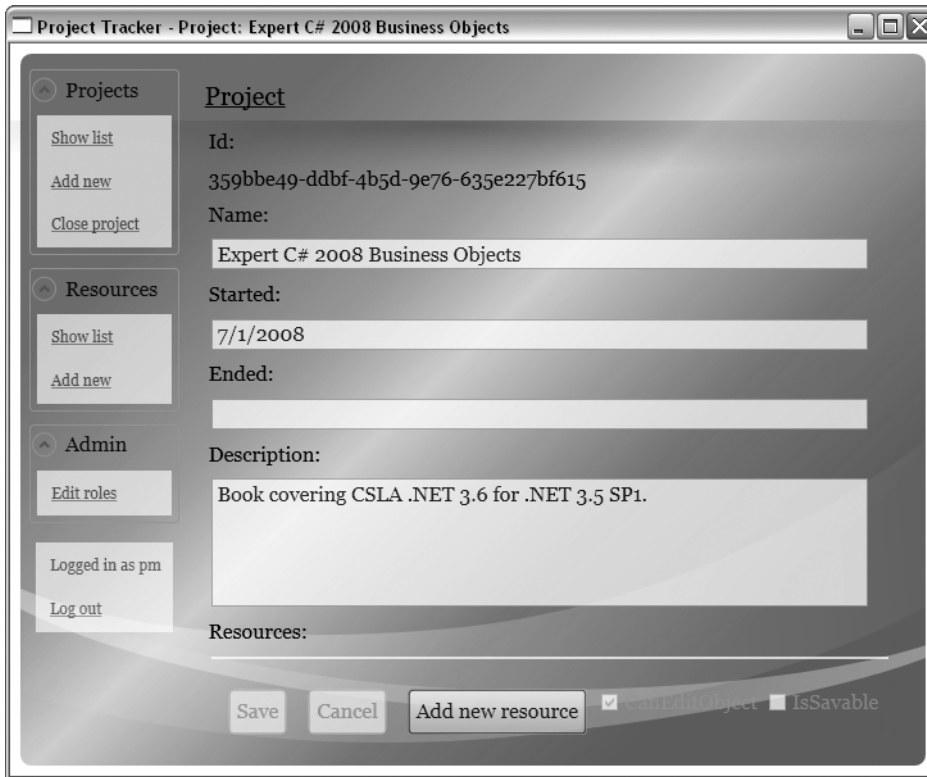 Project Tracker - Project: Expert C# 2008 Business Objects
Projects
Show list
Add new
Close project
Resources
Show list
Add new
Admin
Edit roles
Logged in as pm
Log out
Project
Id:
359bbe49-ddbf-4b5d-9e76-635e227bf615
Name:
Expert C# 2008 Business Objects
Started:
7/1/2008
Ended:
Description:
Book covering CSLA .NET 3.6 for .NET 3.5 SP1.
Resources:
Save Cancel Add new resource CanEditObject IsSavable